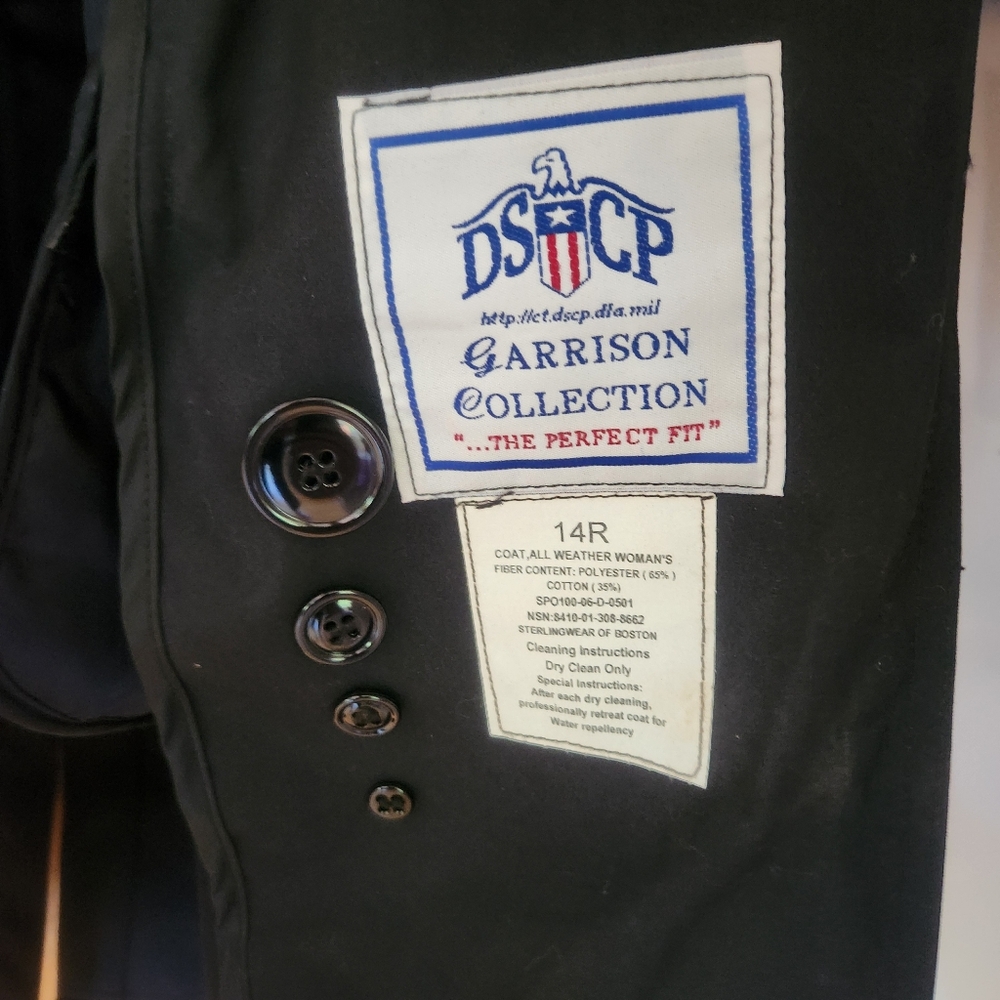 DSCP
http://ct.dscp.dla.mil
GARRISON
COLLECTION
"...THE PERFECT FIT"
14R
COAT,ALL WEATHER WOMAN'S
FIBER CONTENT: POLYESTER ( 65% )
COTTON ( 35%)
SPO100-06-D-0501
NSN:8410-01-308-8662
STERLINGWEAR OF BOSTON
Cleaning Instructions
Dry Clean Only
Special Instructions:
After each dry cleaning,
professionally retreat coat for
Water repellency